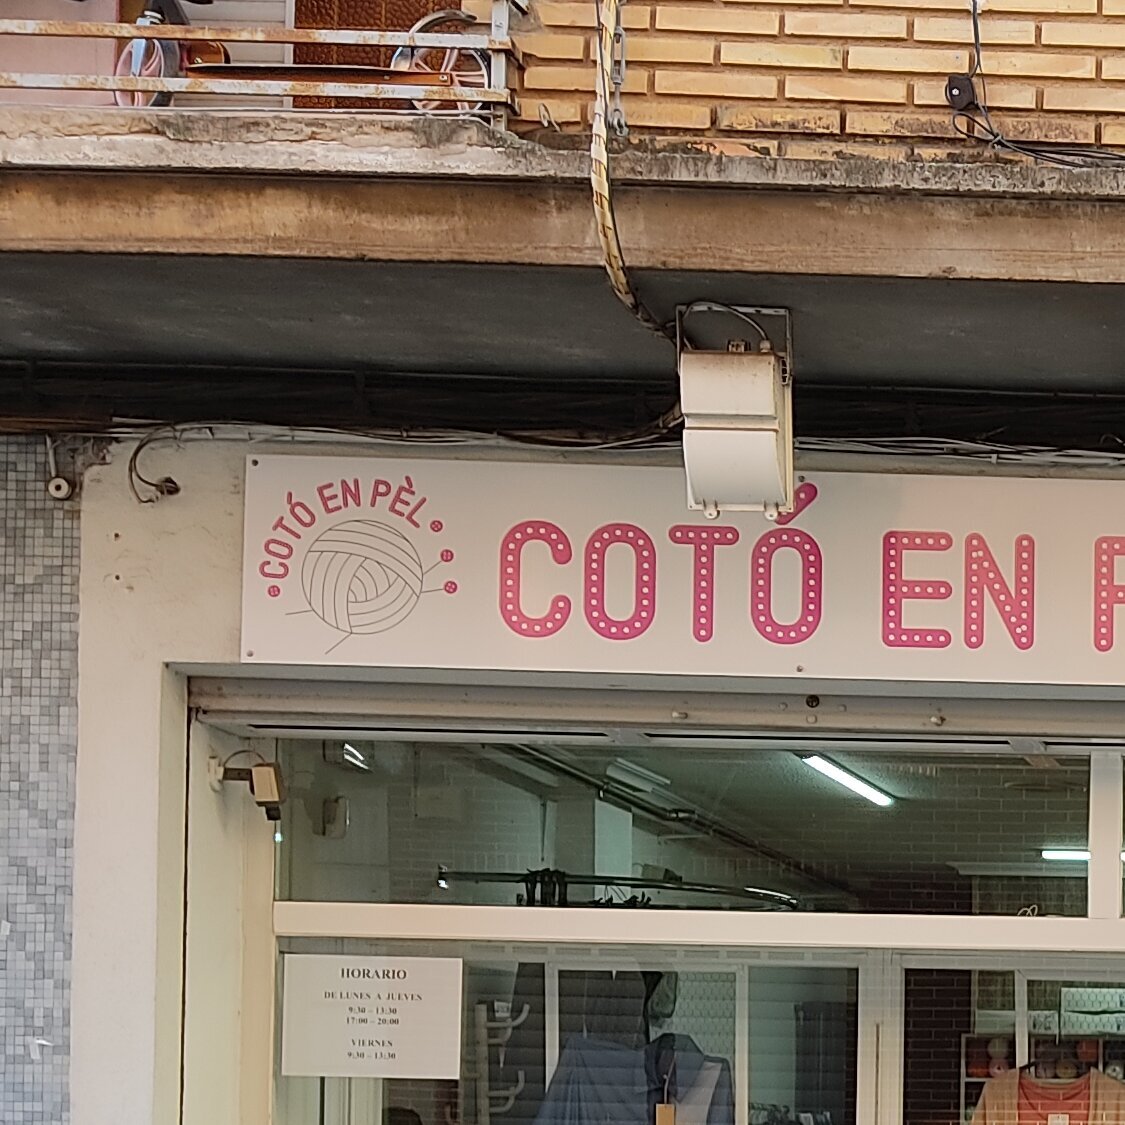 COTÓ EN PÈL
COTÓ EN P
HORARIO
DE LUNES A JUEVES
9:30 – 13:30
17:00 – 20:00
VIERNES
9:30 – 13:30